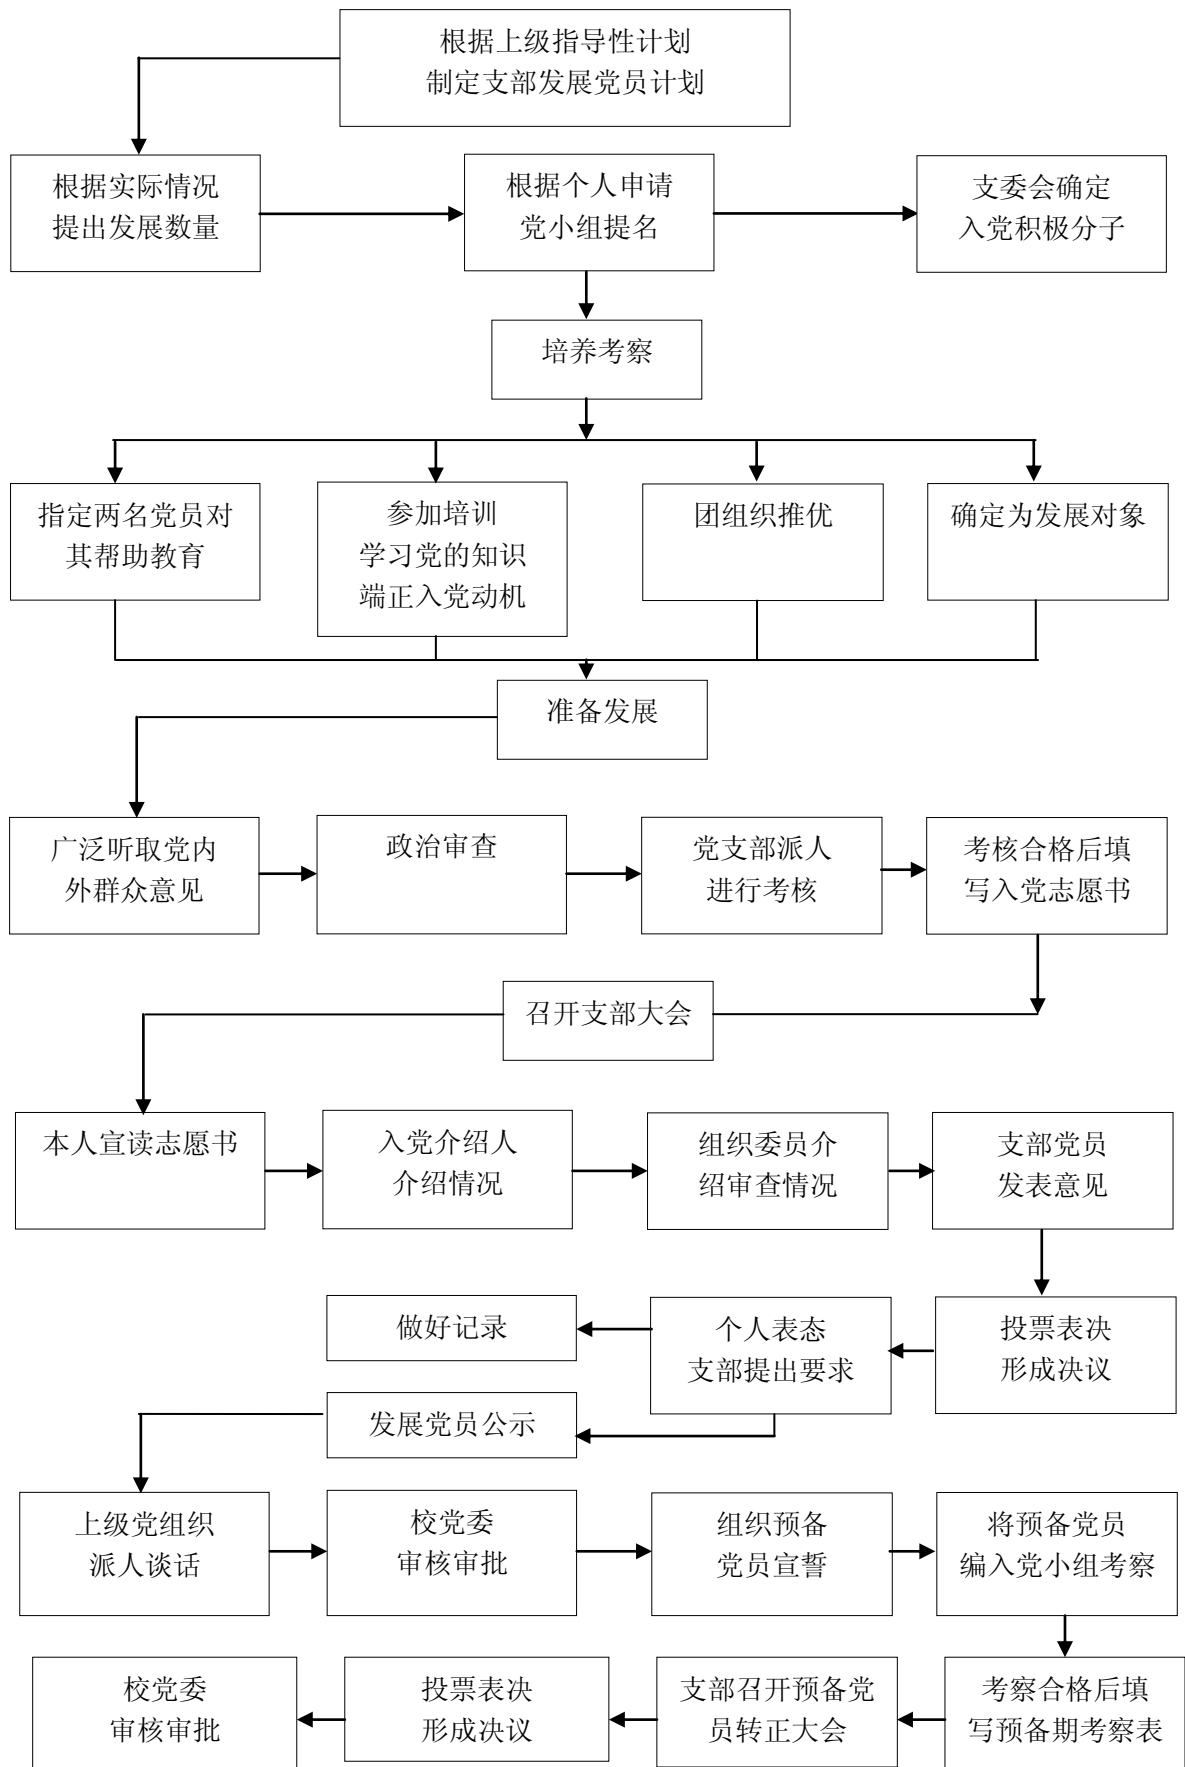 根据上级指导性计划
制定支部发展党员计划
根据实际情况
提出发展数量
根据个人申请
党小组提名
支委会确定
入党积极分子
培养考察
指定两名党员对
其帮助教育
参加培训
学习党的知识
端正入党动机
团组织推优
确定为发展对象
准备发展
广泛听取党内
外群众意见
政治审查
党支部派人
进行考核
考核合格后填
写入党志愿书
召开支部大会
本人宣读志愿书
入党介绍人
介绍情况
组织委员介
绍审查情况
支部党员
发表意见
投票表决
形成决议
个人表态
支部提出要求
做好记录
发展党员公示
上级党组织
派人谈话
校党委
审核审批
组织预备
党员宣誓
将预备党员
编入党小组考察
考察合格后填
写预备期考察表
支部召开预备党
员转正大会
投票表决
形成决议
校党委
审核审批